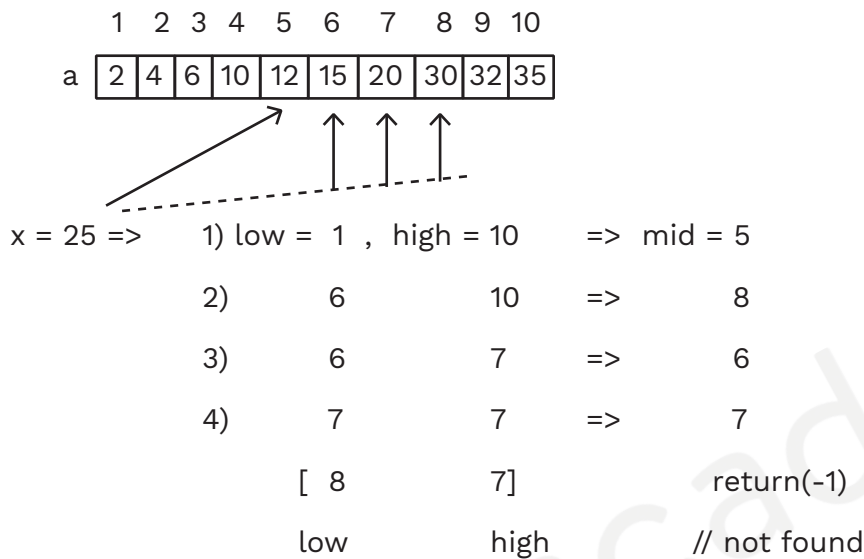 1 2 3 4 5 6 7 8 9 10
a 2 4 6 10 12 15 20 30 32 35
x = 25 => 1) low = 1 , high = 10 => mid = 5
2) 6 10 => 8
3) 6 7 => 6
4) 7 7 => 7
[ 8 7] return(-1)
low high // not found